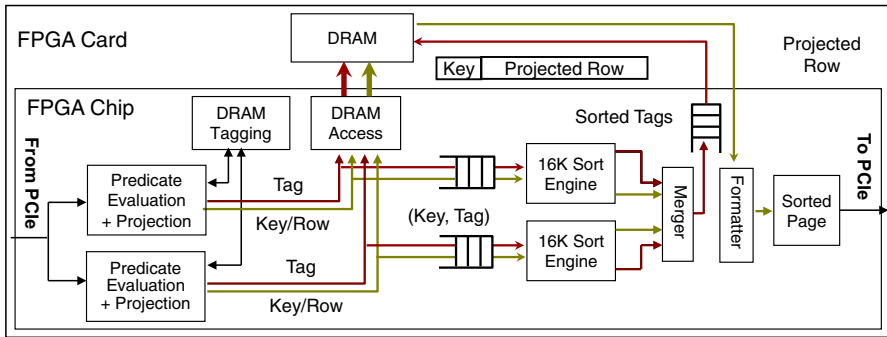 FPGA Card
DRAM
Projected
Row
Key
Projected Row
FPGA Chip
DRAM
Tagging
DRAM
Access
Sorted Tags
From PCIe
To PCIe
Predicate
Evaluation
+ Projection
Tag
Key/Row
16K Sort
Engine
Merger
Formatter
Sorted
Page
(Key, Tag)
Predicate
Evaluation
+ Projection
Tag
Key/Row
16K Sort
Engine